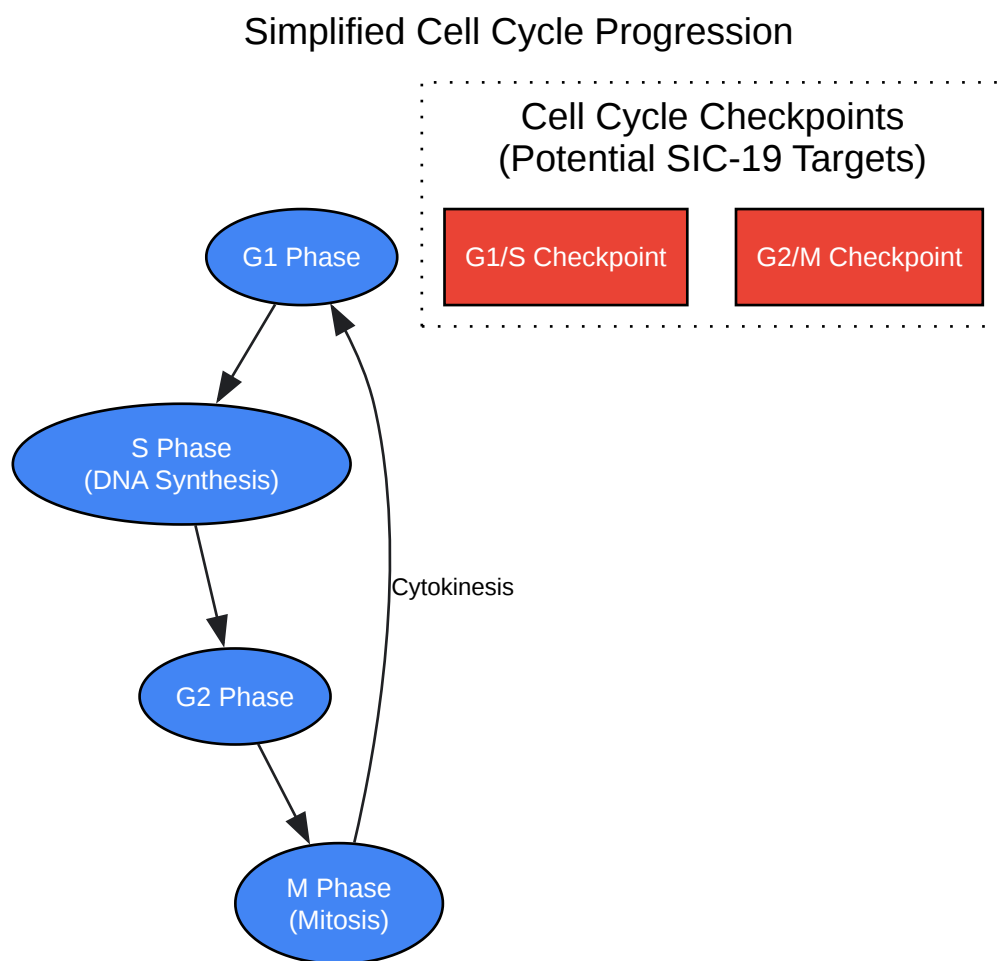 Simplified Cell Cycle Progression
Cell Cycle Checkpoints
(Potential SIC-19 Targets)
G1 Phase
G1/S Checkpoint
G2/M Checkpoint
S Phase
(DNA Synthesis)
Cytokinesis
G2 Phase
M Phase
(Mitosis)